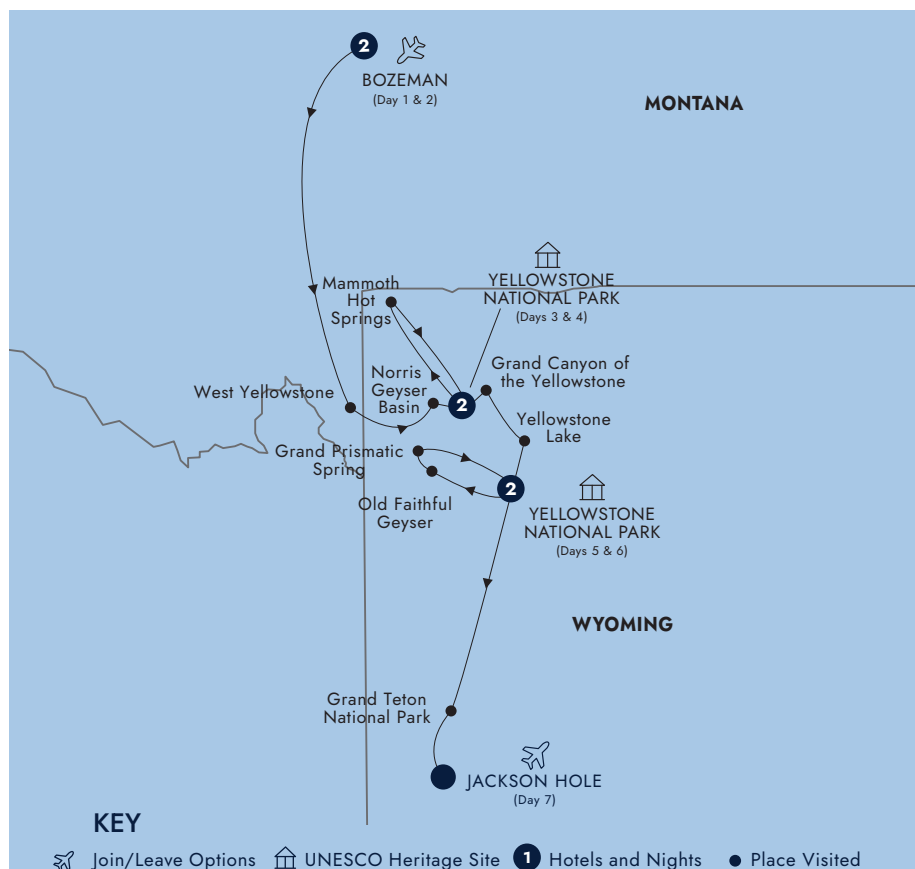 2
BOZEMAN
(Day 1 & 2)
MONTANA
YELLOWSTONE
NATIONAL PARK
(Days 3 & 4)
Mammoth
Hot
Springs
Grand Canyon of
the Yellowstone
Norris
Geyser
Basin
2
West Yellowstone
Yellowstone
Lake
Grand Prismatic
Spring
2
Old Faithful
Geyser
YELLOWSTONE
NATIONAL PARK
(Days 5 & 6)
WYOMING
Grand Teton
National Park
JACKSON HOLE
(Day 7)
KEY
Join/Leave Options
UNESCO Heritage Site
1 Hotels and Nights
Place Visited